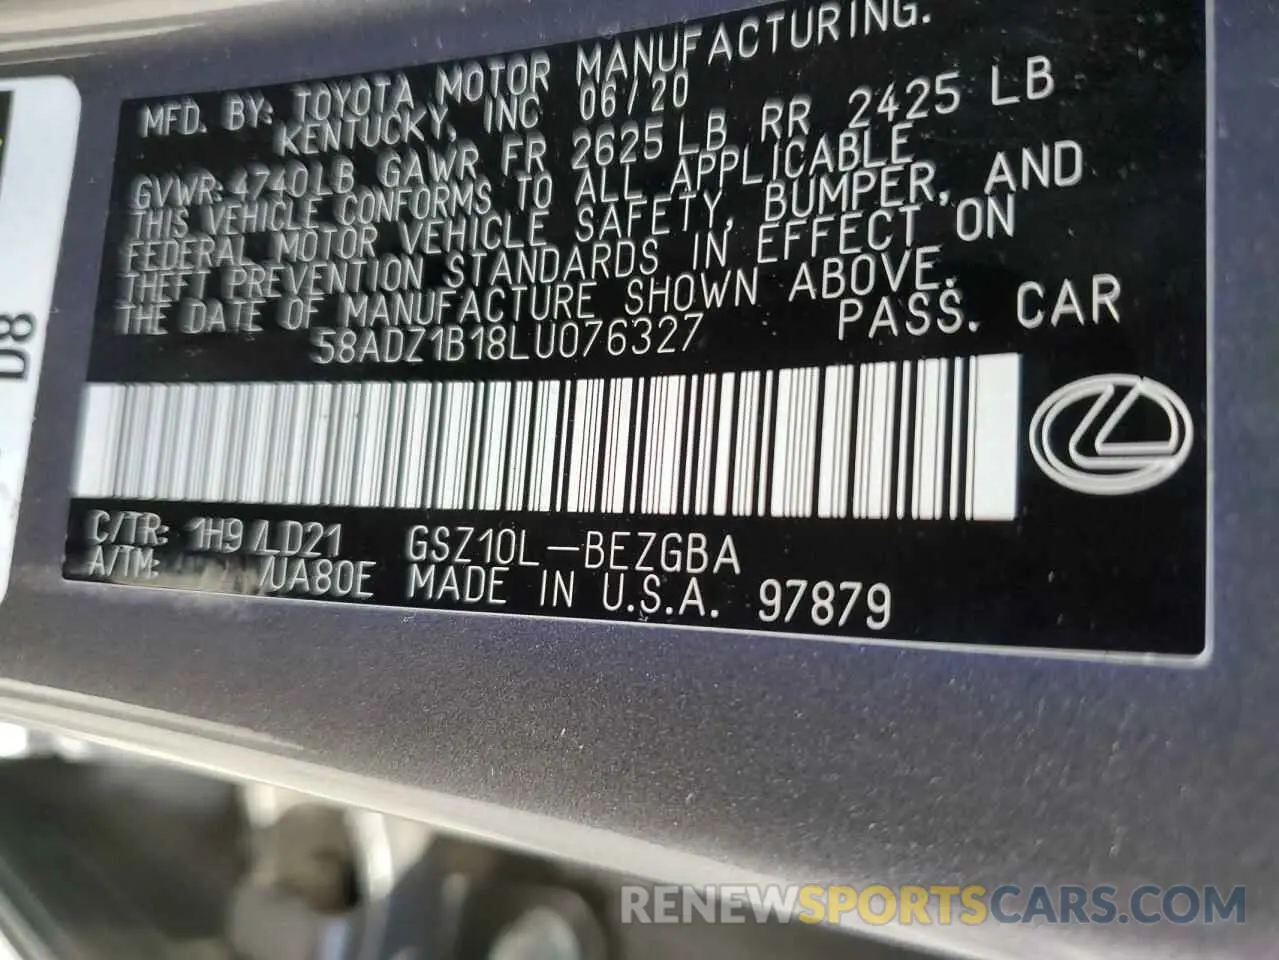 MFD. BY: TOYOTA MOTOR MANUFACTURING.
KENTUCKY, INC 06/20
GVWR:4740LB GAWR FR 2625LB RR 2425 LB
THIS VEHICLE CONFORMS TO ALL APPLICABLE
FEDERAL MOTOR VEHICLE SAFETY, BUMPER, AND
THEFT PREVENTION STANDARDS IN EFFECT ON
THE DATE OF MANUFACTURE SHOWN ABOVE.
58ADZ1B18LU076327 PASS. CAR
C/TR: 1H9/LD21 GSZ10L-BEZGBA
A/TM: /UA80E MADE IN U.S.A. 97879
D8
RENEWSPORTSCARS.COM